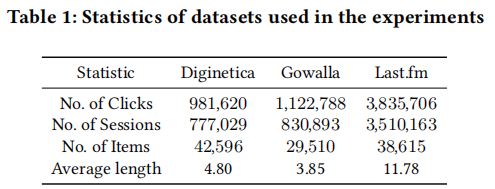 Table 1: Statistics of datasets used in the experiments
Statistic Diginetica Gowalla Last.fm
No. of Clicks 981,620 1,122,788 3,835,706
No. of Sessions 777,029 830,893 3,510,163
No. of Items 42,596 29,510 38,615
Average length 4.80 3.85 11.78